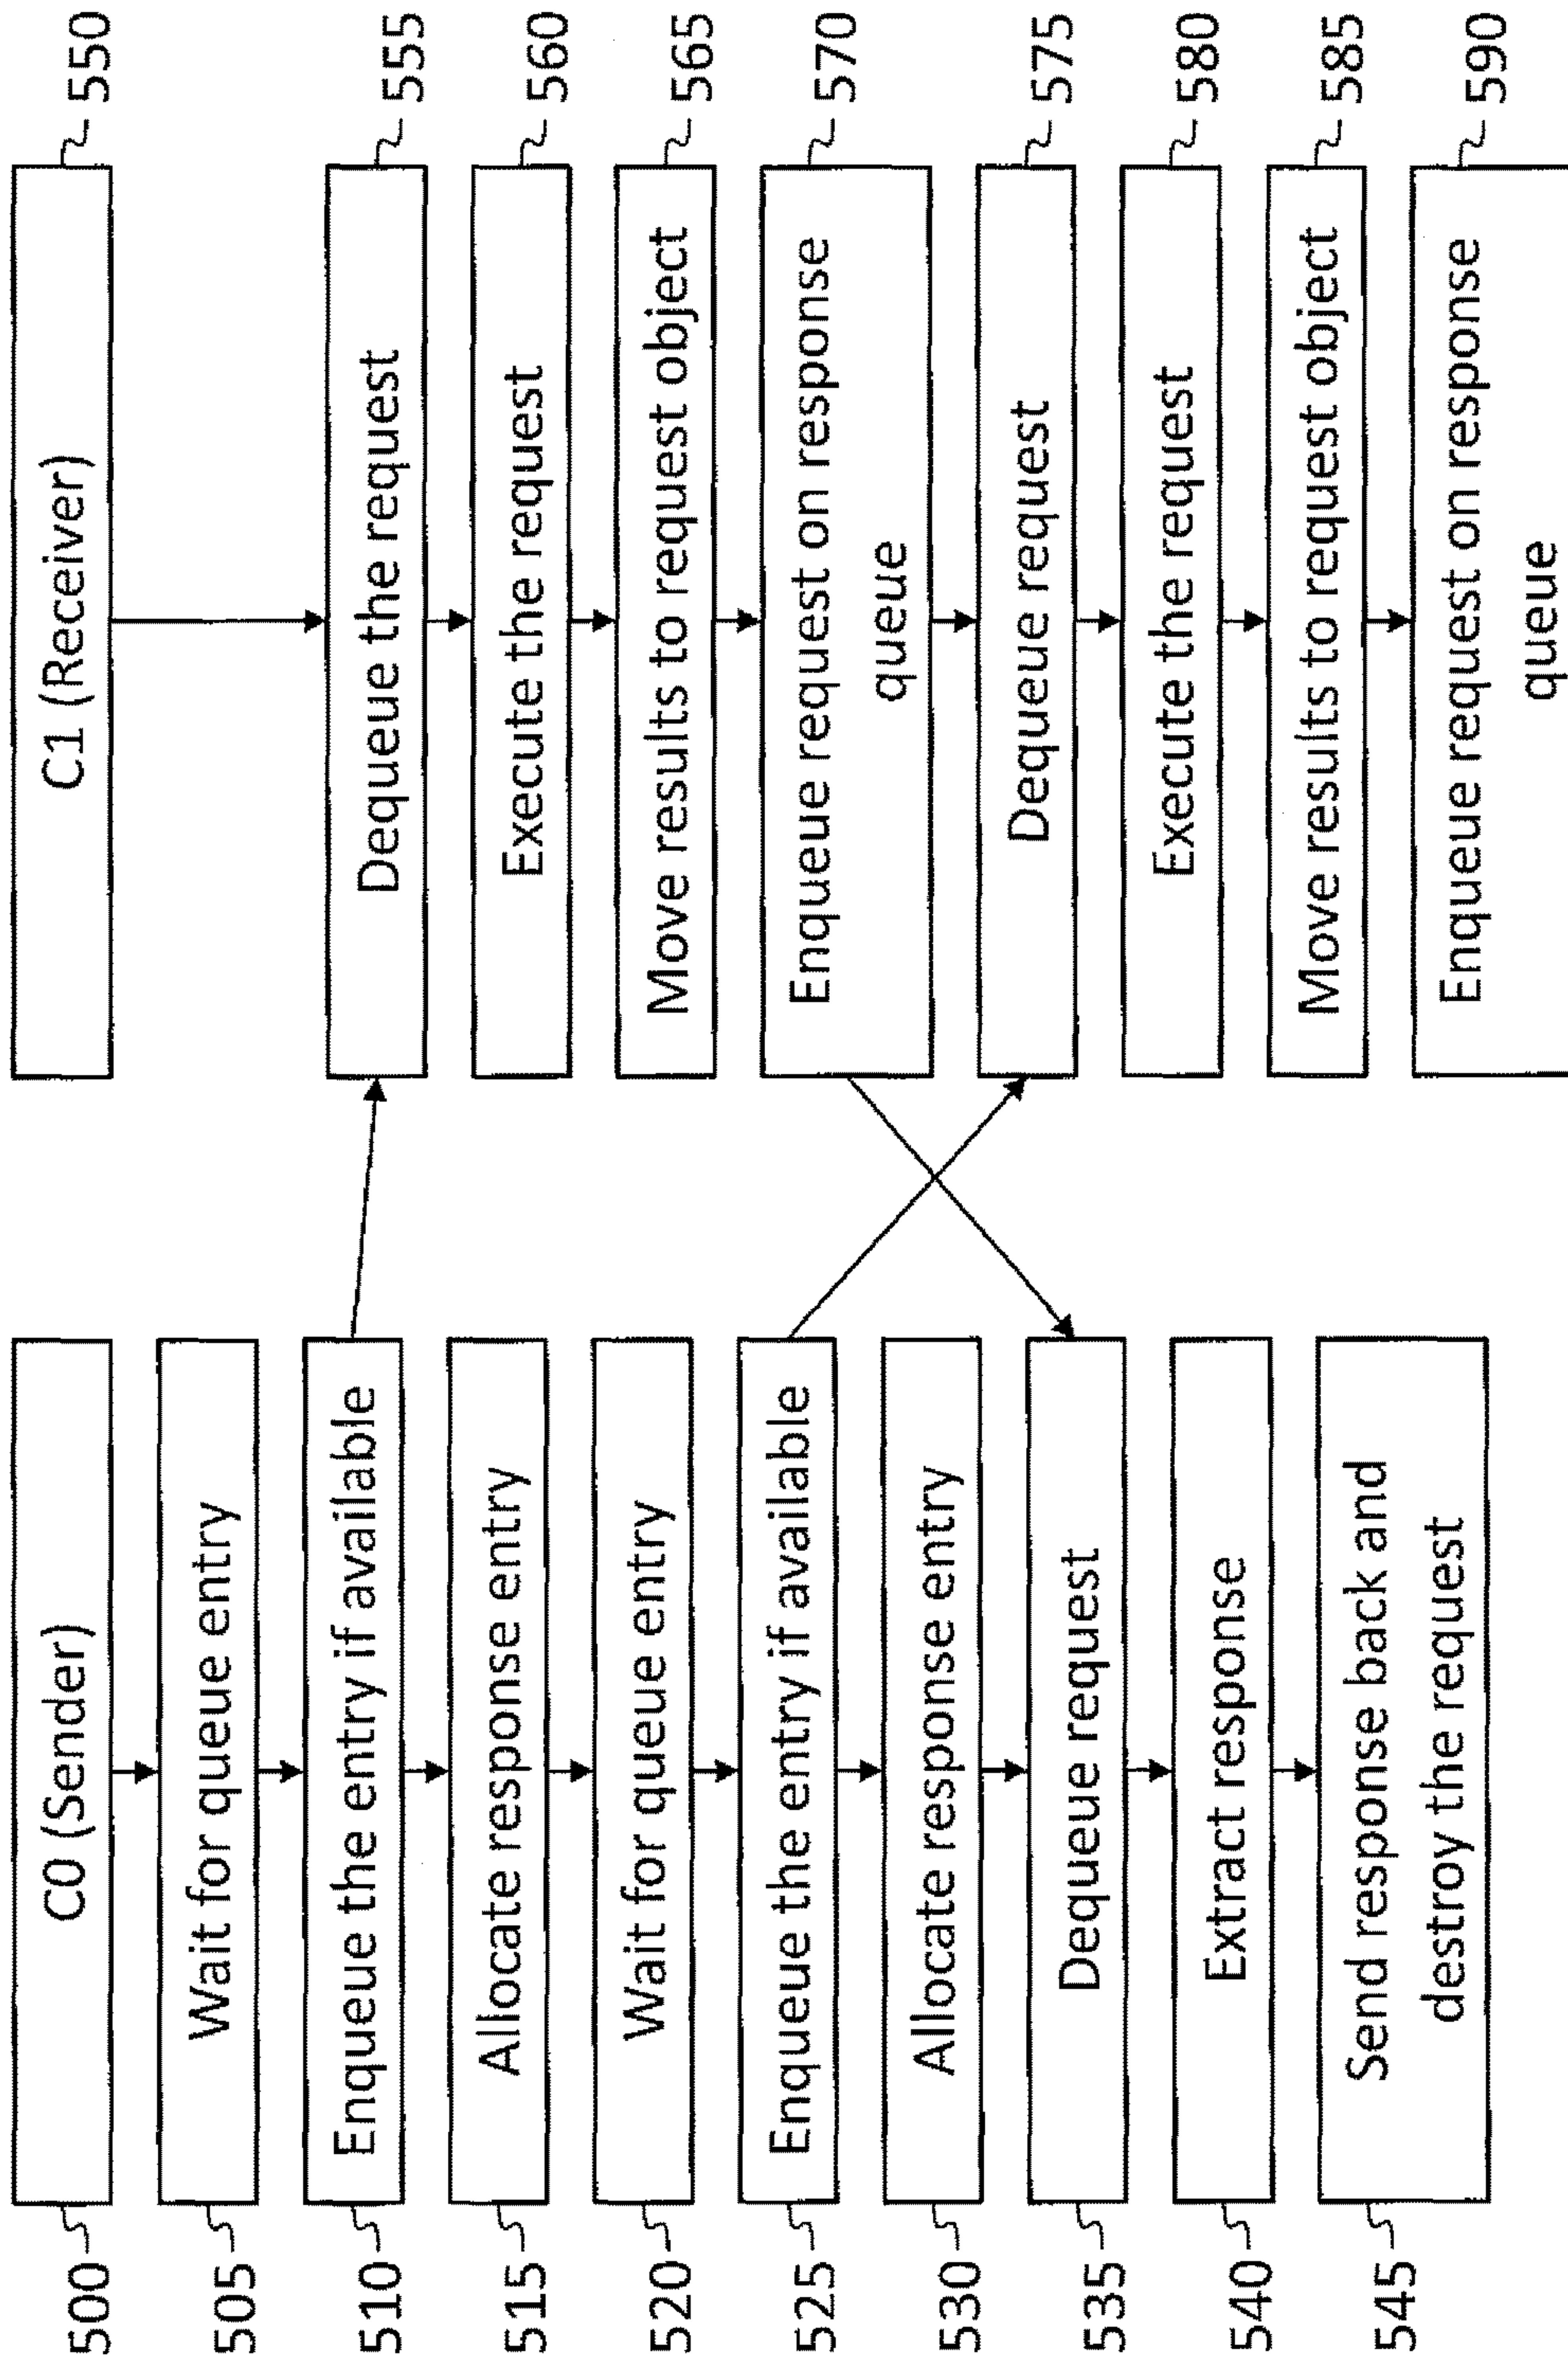 500
C0 (Sender)
505
Wait for queue entry
510
Enqueue the entry if available
515
Allocate response entry
520
Wait for queue entry
525
Enqueue the entry if available
530
Allocate response entry
535
Dequeue request
540
Extract response
545
Send response back and
destroy the request
C1 (Receiver)
550
Dequeue the request
555
Execute the request
560
Move results to request object
565
Enqueue request on response
queue
570
Dequeue request
575
Execute the request
580
Move results to request object
585
Enqueue request on response
queue
590